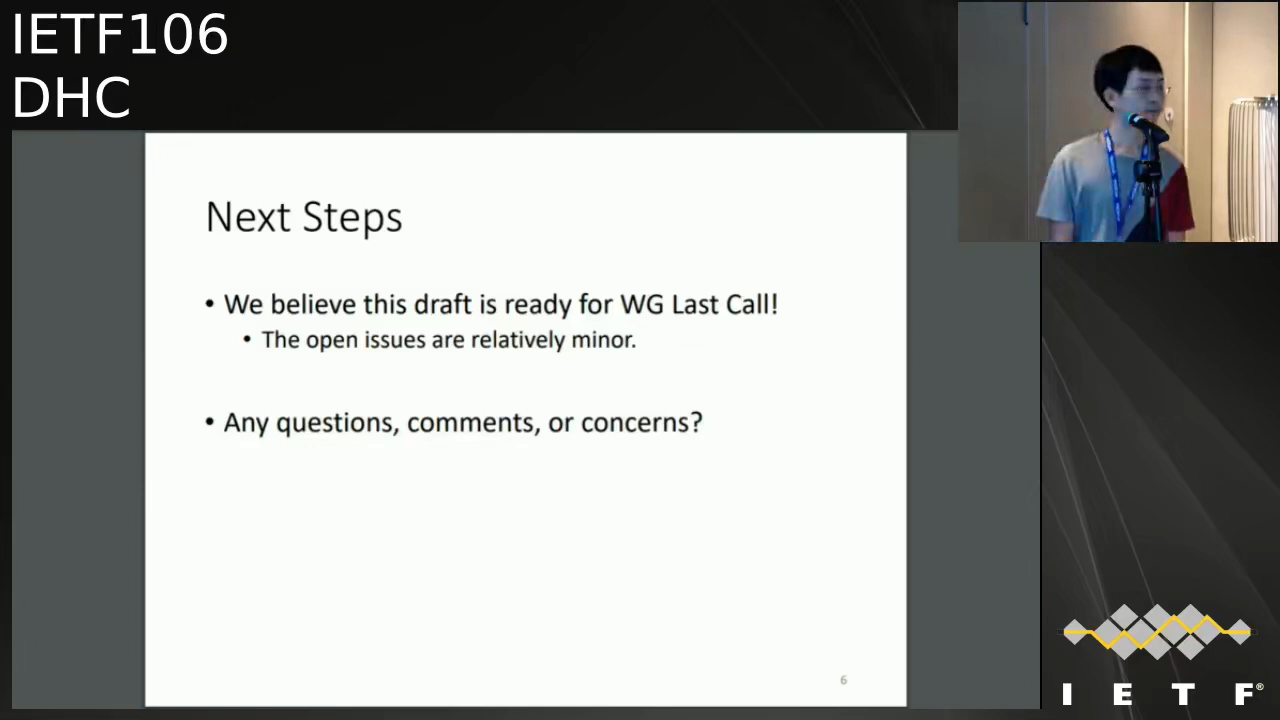 IETF106
DHC
Next Steps
• We believe this draft is ready for WG Last Call!
• The open issues are relatively minor.
• Any questions, comments, or concerns?
6
I E T F®